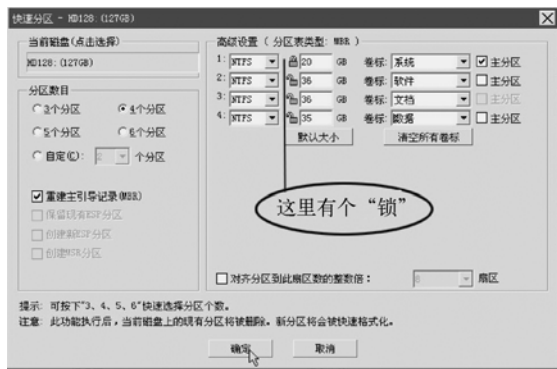 快速分区 - HD128:(127GB)
当前磁盘(点击选择)
HD128:(127GB)
分区数目
3个分区 4个分区
5个分区 6个分区
自定(C): 2 个分区
重建主引导记录(MBR)
保留现有ESP分区
创建新ESP分区
创建MSR分区
高级设置 ( 分区表类型: MBR )
1: NTFS 20 GB 卷标: 系统 主分区
2: NTFS 36 GB 卷标: 软件 主分区
3: NTFS 36 GB 卷标: 文档 主分区
4: NTFS 35 GB 卷标: 数据 主分区
默认大小 清空所有卷标
这里有个“锁”
对齐分区到此扇区数的整数倍: 扇区
提示: 可按下"3、4、5、6"快速选择分区个数。
注意: 此功能执行后,当前磁盘上的现有分区将被删除。新分区将会被快速格式化。
确定 取消